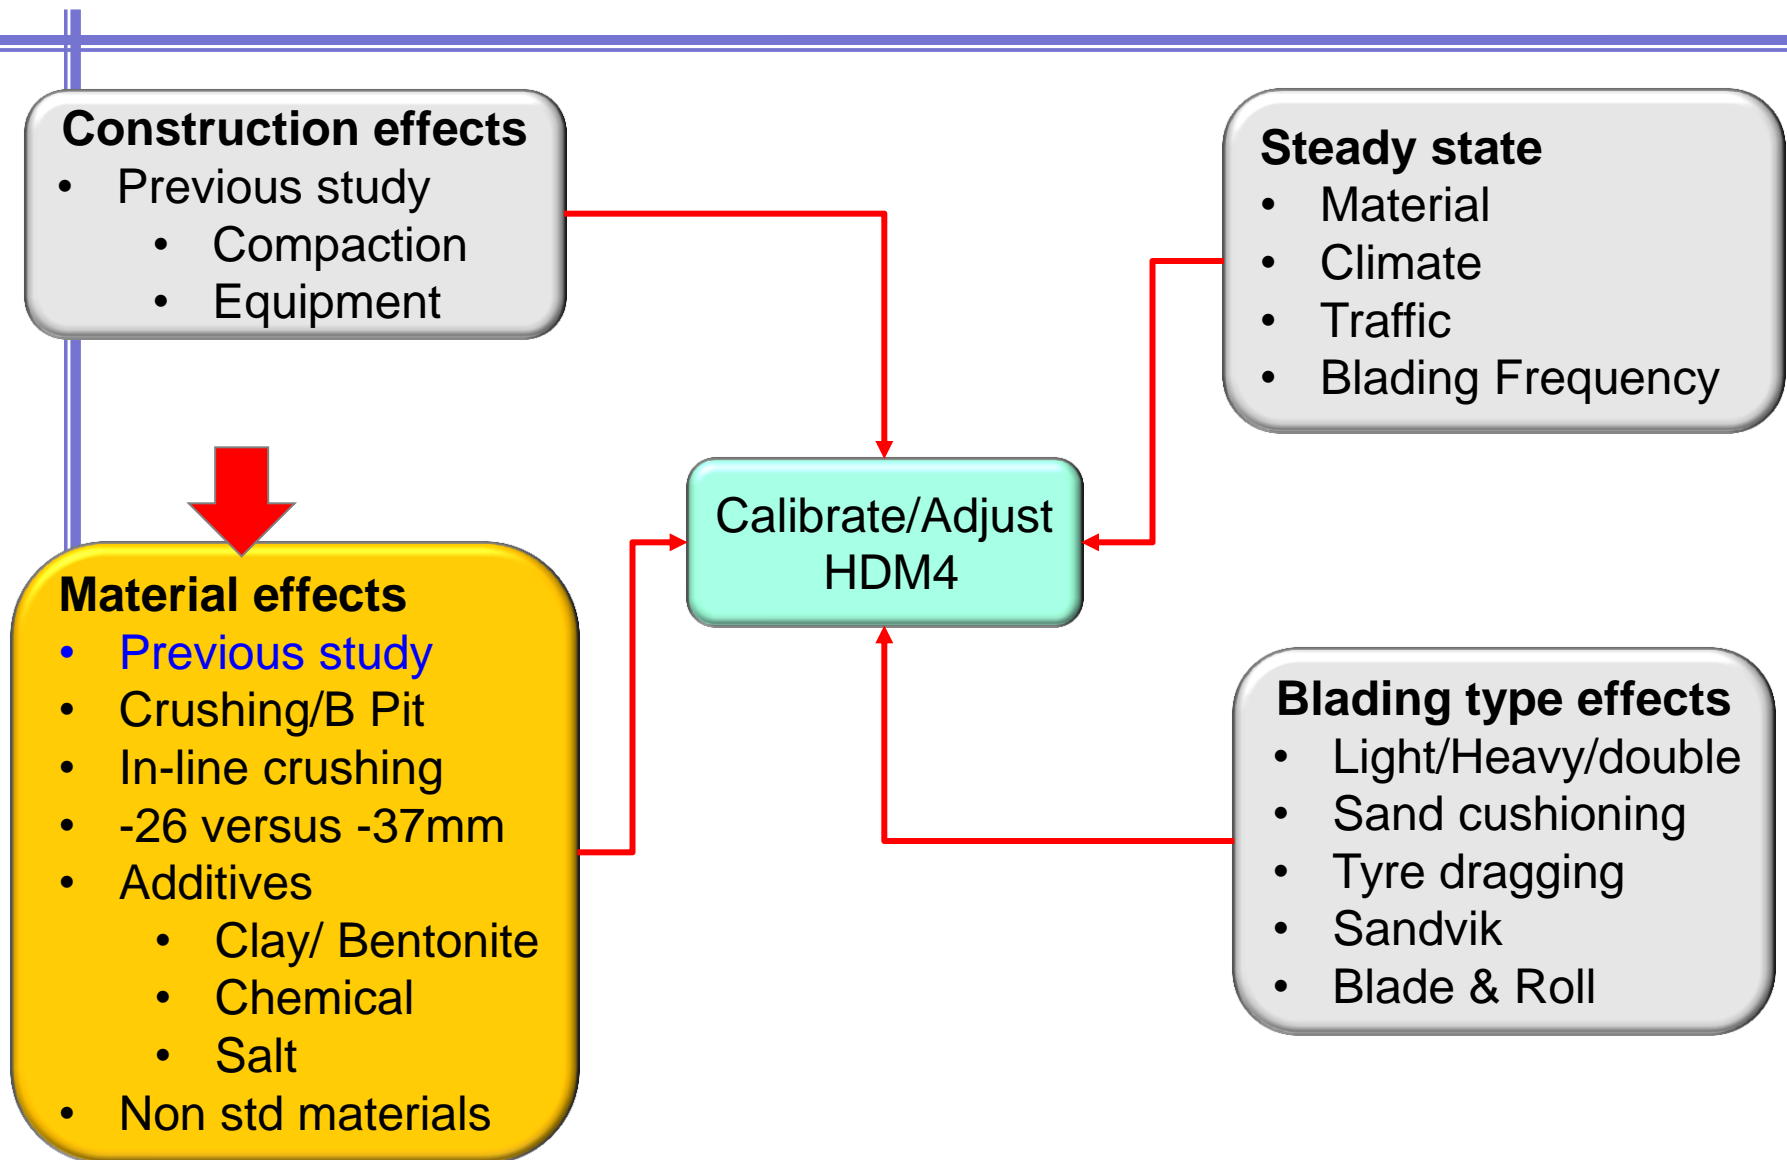 Construction effects
• Previous study
• Compaction
• Equipment
Steady state
• Material
• Climate
• Traffic
• Blading Frequency
Calibrate/Adjust
HDM4
Material effects
• Previous study
• Crushing/B Pit
• In-line crushing
• -26 versus -37mm
• Additives
• Clay/ Bentonite
• Chemical
• Salt
• Non std materials
Blading type effects
• Light/Heavy/double
• Sand cushioning
• Tyre dragging
• Sandvik
• Blade & Roll